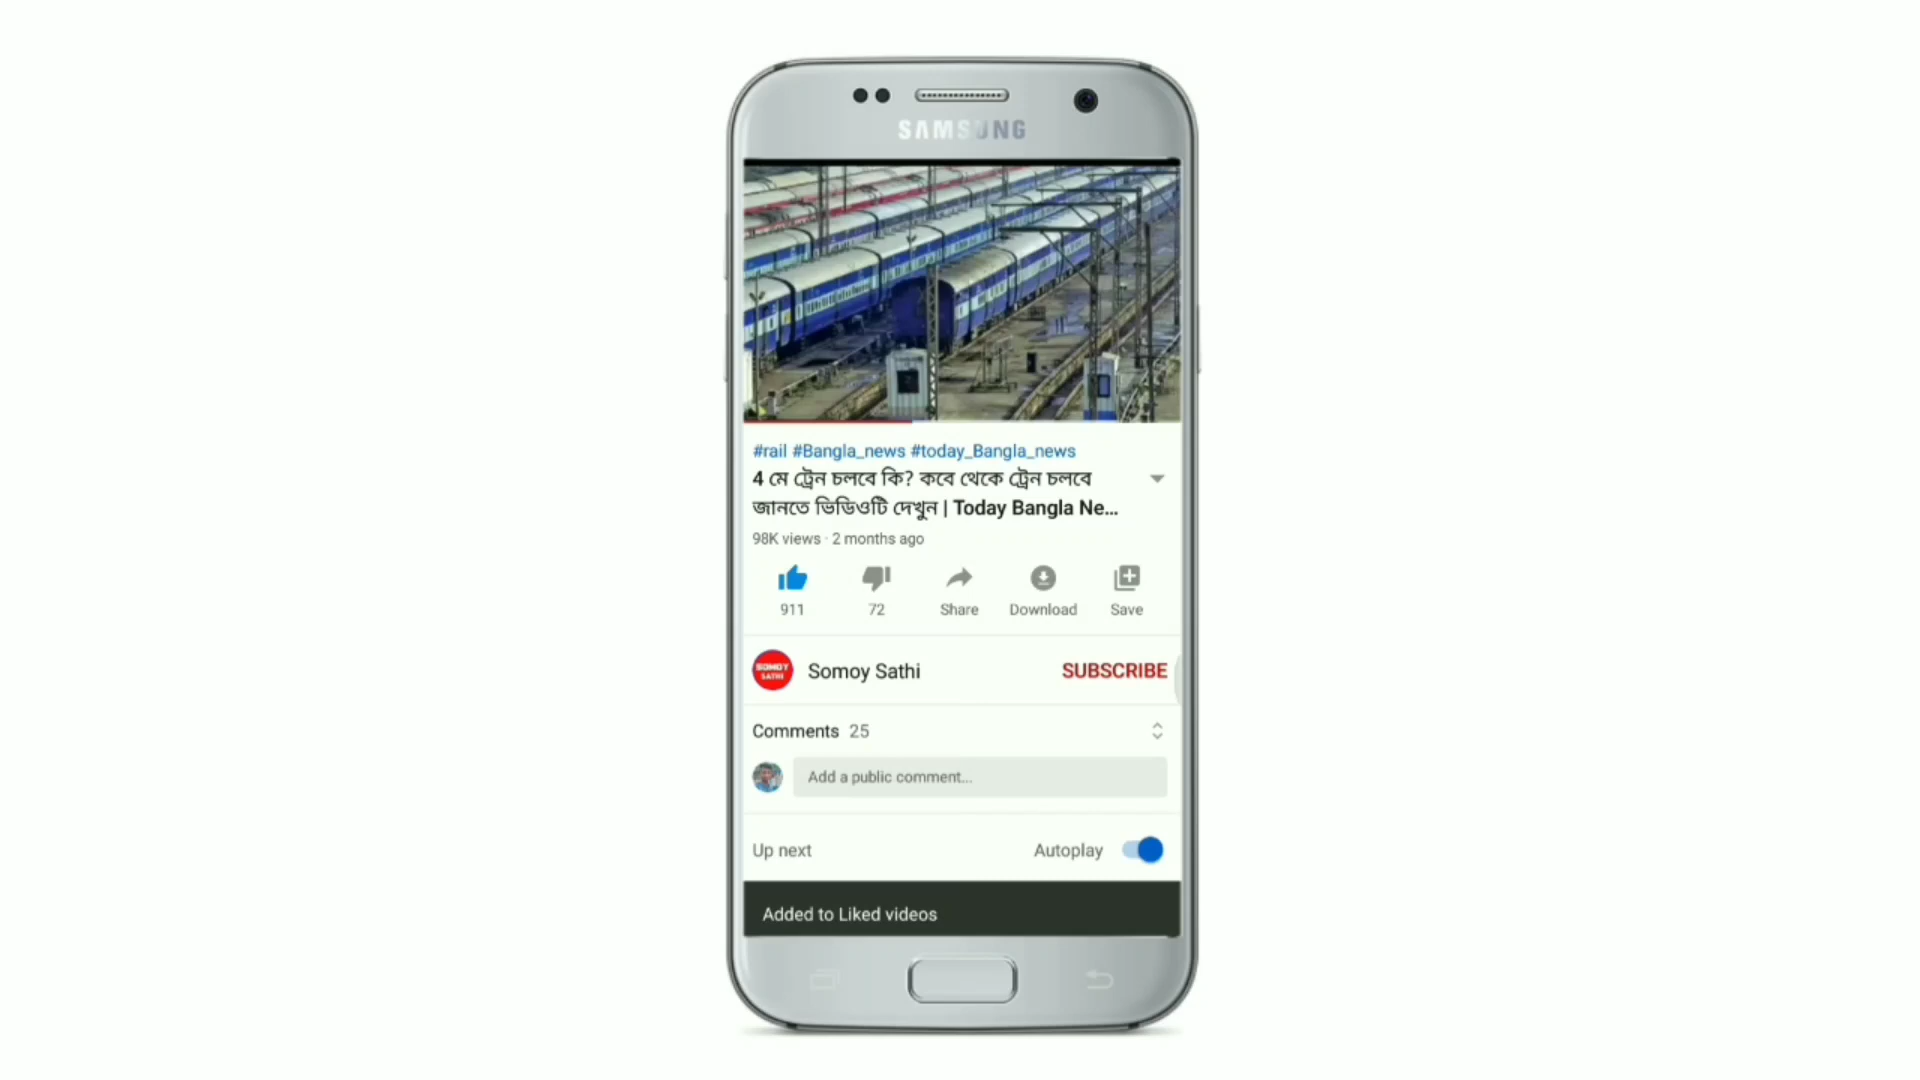 SAMSUNG
#rail #Bangla_news #today_Bangla_news
4 মে ট্রেন চলবে কি? কবে থেকে ট্রেন চলবে
জানতে ভিডিওটি দেখুন | Today Bangla Ne...
98K views · 2 months ago
911 72 Share Download Save
SOMOY
SATHI
Somoy Sathi SUBSCRIBE
Comments 25
Add a public comment...
Up next Autoplay
Added to Liked videos